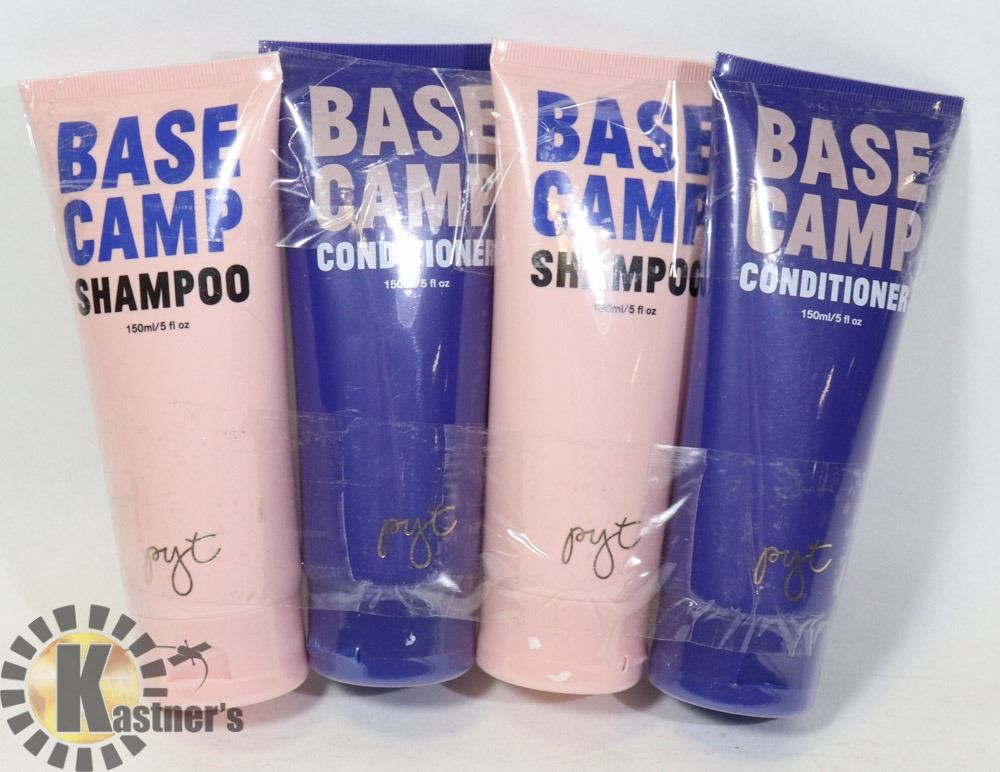 BASE
CAMP
SHAMPOO
150ml/5 fl oz
pyt
BASE
CAMP
CONDITIONER
150ml/5 fl oz
pyt
BASE
CAMP
SHAMPOO
150ml/5 fl oz
pyt
BASE
CAMP
CONDITIONER
150ml/5 fl oz
pyt
KASTNER'S